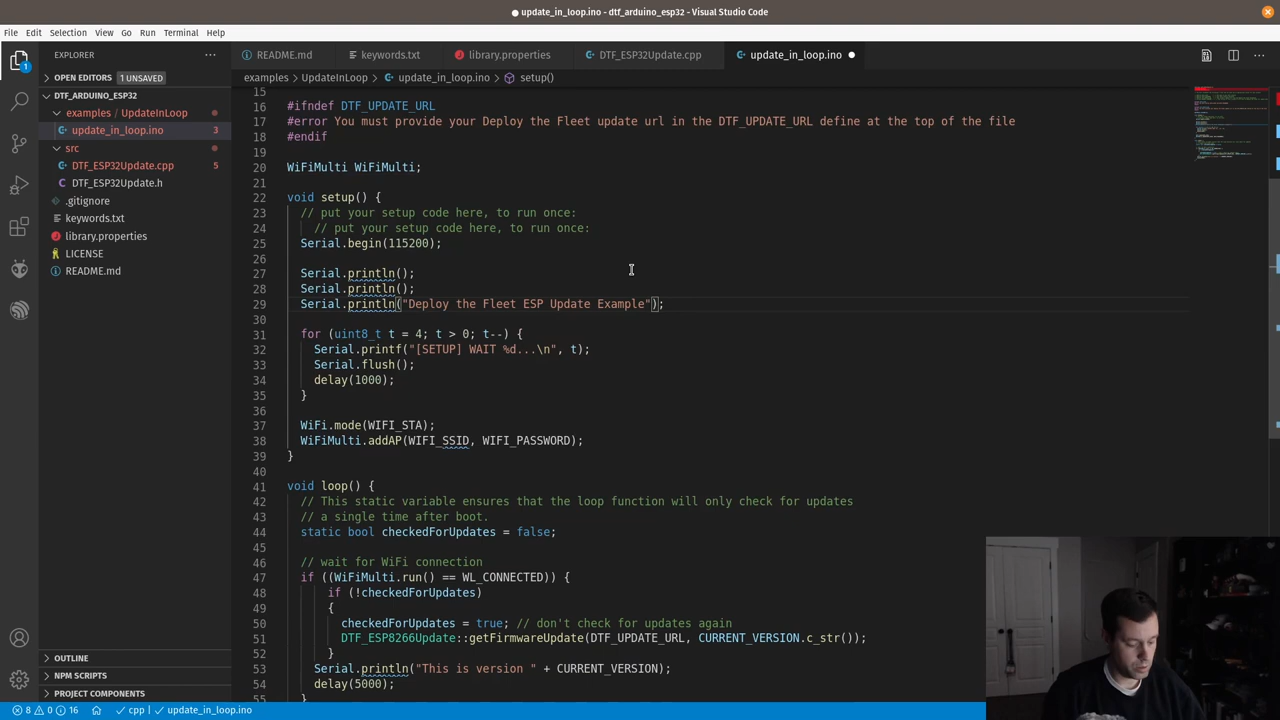 update_in_loop.ino - dtf_arduino_esp32 - Visual Studio Code
File Edit Selection View Go Run Terminal Help
EXPLORER
README.md keywords.txt library.properties DTF_ESP32Update.cpp update_in_loop.ino
OPEN EDITORS 1 UNSAVED
examples > UpdateInLoop > update_in_loop.ino > setup()
DTF_ARDUINO_ESP32
examples / UpdateInLoop
update_in_loop.ino 3
src
DTF_ESP32Update.cpp 5
DTF_ESP32Update.h
.gitignore
keywords.txt
library.properties
LICENSE
README.md
OUTLINE
NPM SCRIPTS
PROJECT COMPONENTS
1
15
16 #ifndef DTF_UPDATE_URL
17 #error You must provide your Deploy the Fleet update url in the DTF_UPDATE_URL define at the top of the file
18 #endif
19
20 WiFiMulti WiFiMulti;
21
22 void setup() {
23 // put your setup code here, to run once:
24 // put your setup code here, to run once:
25 Serial.begin(115200);
26
27 Serial.println();
28 Serial.println();
29 Serial.println("Deploy the Fleet ESP Update Example");
30
31 for (uint8_t t = 4; t > 0; t--) {
32 Serial.printf("[SETUP] WAIT %d...\n", t);
33 Serial.flush();
34 delay(1000);
35 }
36
37 WiFi.mode(WIFI_STA);
38 WiFiMulti.addAP(WIFI_SSID, WIFI_PASSWORD);
39 }
40
41 void loop() {
42 // This static variable ensures that the loop function will only check for updates
43 // a single time after boot.
44 static bool checkedForUpdates = false;
45
46 // wait for WiFi connection
47 if ((WiFiMulti.run() == WL_CONNECTED)) {
48 if (!checkedForUpdates)
49 {
50 checkedForUpdates = true; // don't check for updates again
51 DTF_ESP8266Update::getFirmwareUpdate(DTF_UPDATE_URL, CURRENT_VERSION.c_str());
52 }
53 Serial.println("This is version " + CURRENT_VERSION);
54 delay(5000);
55 }
8 0 16 cpp update_in_loop.ino